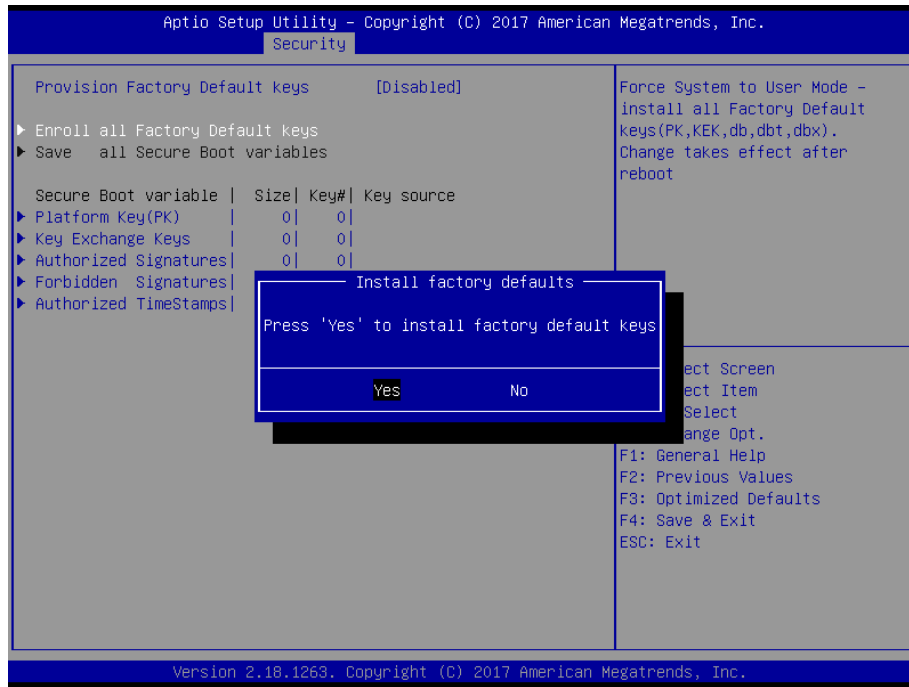 Aptio Setup Utility – Copyright (C) 2017 American Megatrends, Inc.
Security
Provision Factory Default keys [Disabled]
Enroll all Factory Default keys
Save all Secure Boot variables
Secure Boot variable | Size| Key#| Key source
Platform Key(PK) | 0| 0|
Key Exchange Keys | 0| 0|
Authorized Signatures| 0| 0|
Forbidden Signatures|
Authorized TimeStamps|
Force System to User Mode –
install all Factory Default
keys(PK,KEK,db,dbt,dbx).
Change takes effect after
reboot
Install factory defaults
Press 'Yes' to install factory default keys
Yes No
ect Screen
ect Item
Select
ange Opt.
F1: General Help
F2: Previous Values
F3: Optimized Defaults
F4: Save & Exit
ESC: Exit
Version 2.18.1263. Copyright (C) 2017 American Megatrends, Inc.